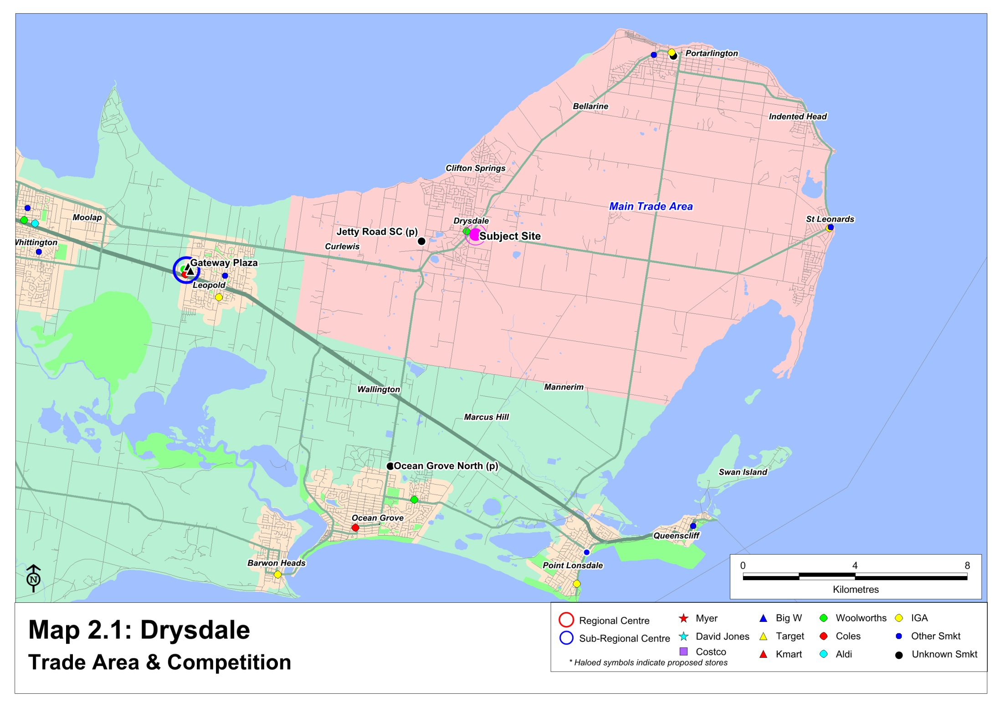 Portarlington
Bellarine
Indented Head
Clifton Springs
Main Trade Area
Moolap
Drysdale
St Leonards
Jetty Road SC (p)
Subject Site
Whittington
Curlewis
Gateway Plaza
Leopold
Wallington
Mannerim
Marcus Hill
Ocean Grove North (p)
Swan Island
Ocean Grove
Queenscliff
Barwon Heads
Point Lonsdale
N
0 4 8
Kilometres
Map 2.1: Drysdale
Trade Area & Competition
Regional Centre
Sub-Regional Centre
Myer
David Jones
Costco
* Haloed symbols indicate proposed stores
Big W
Target
Kmart
Woolworths
Coles
Aldi
IGA
Other Smkt
Unknown Smkt